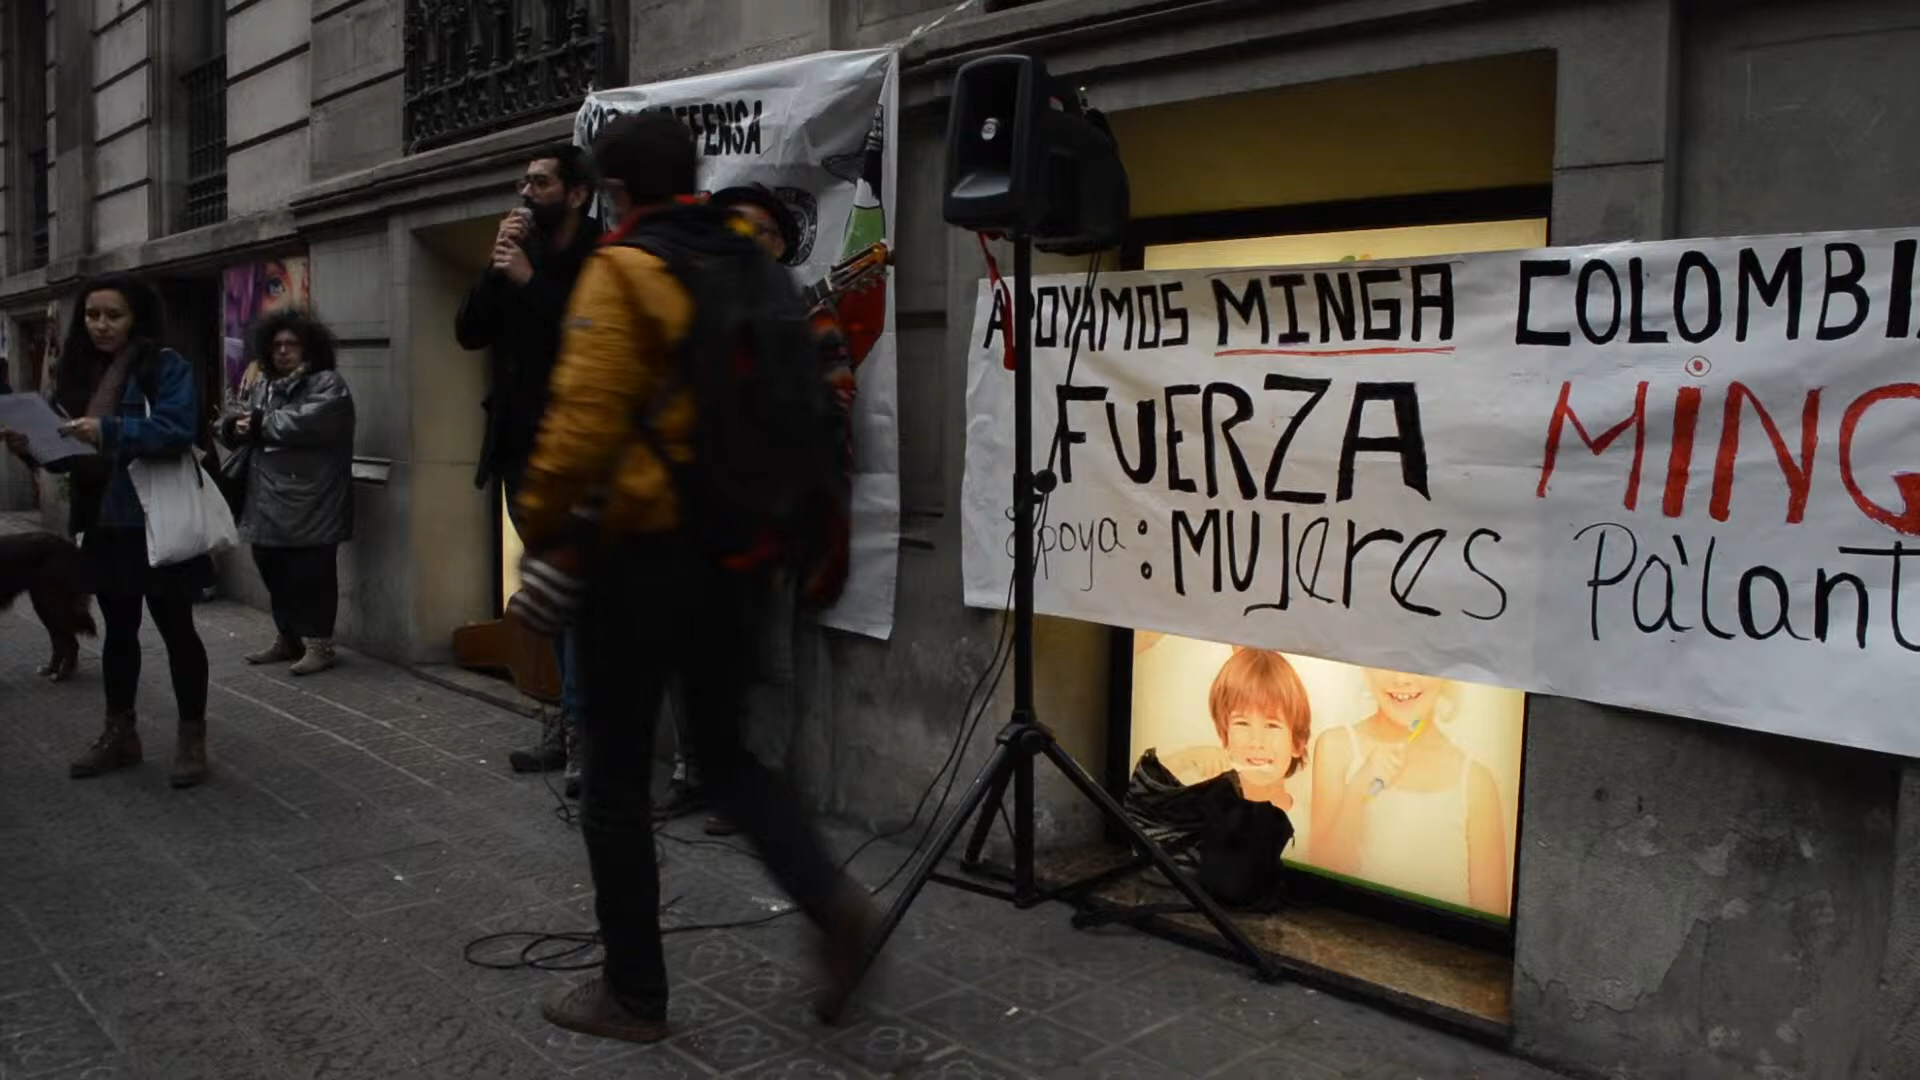 DEFENSA
APOYAMOS MINGA COLOMBI
FUERZA MING
apoya: MUJERES Pa'lant